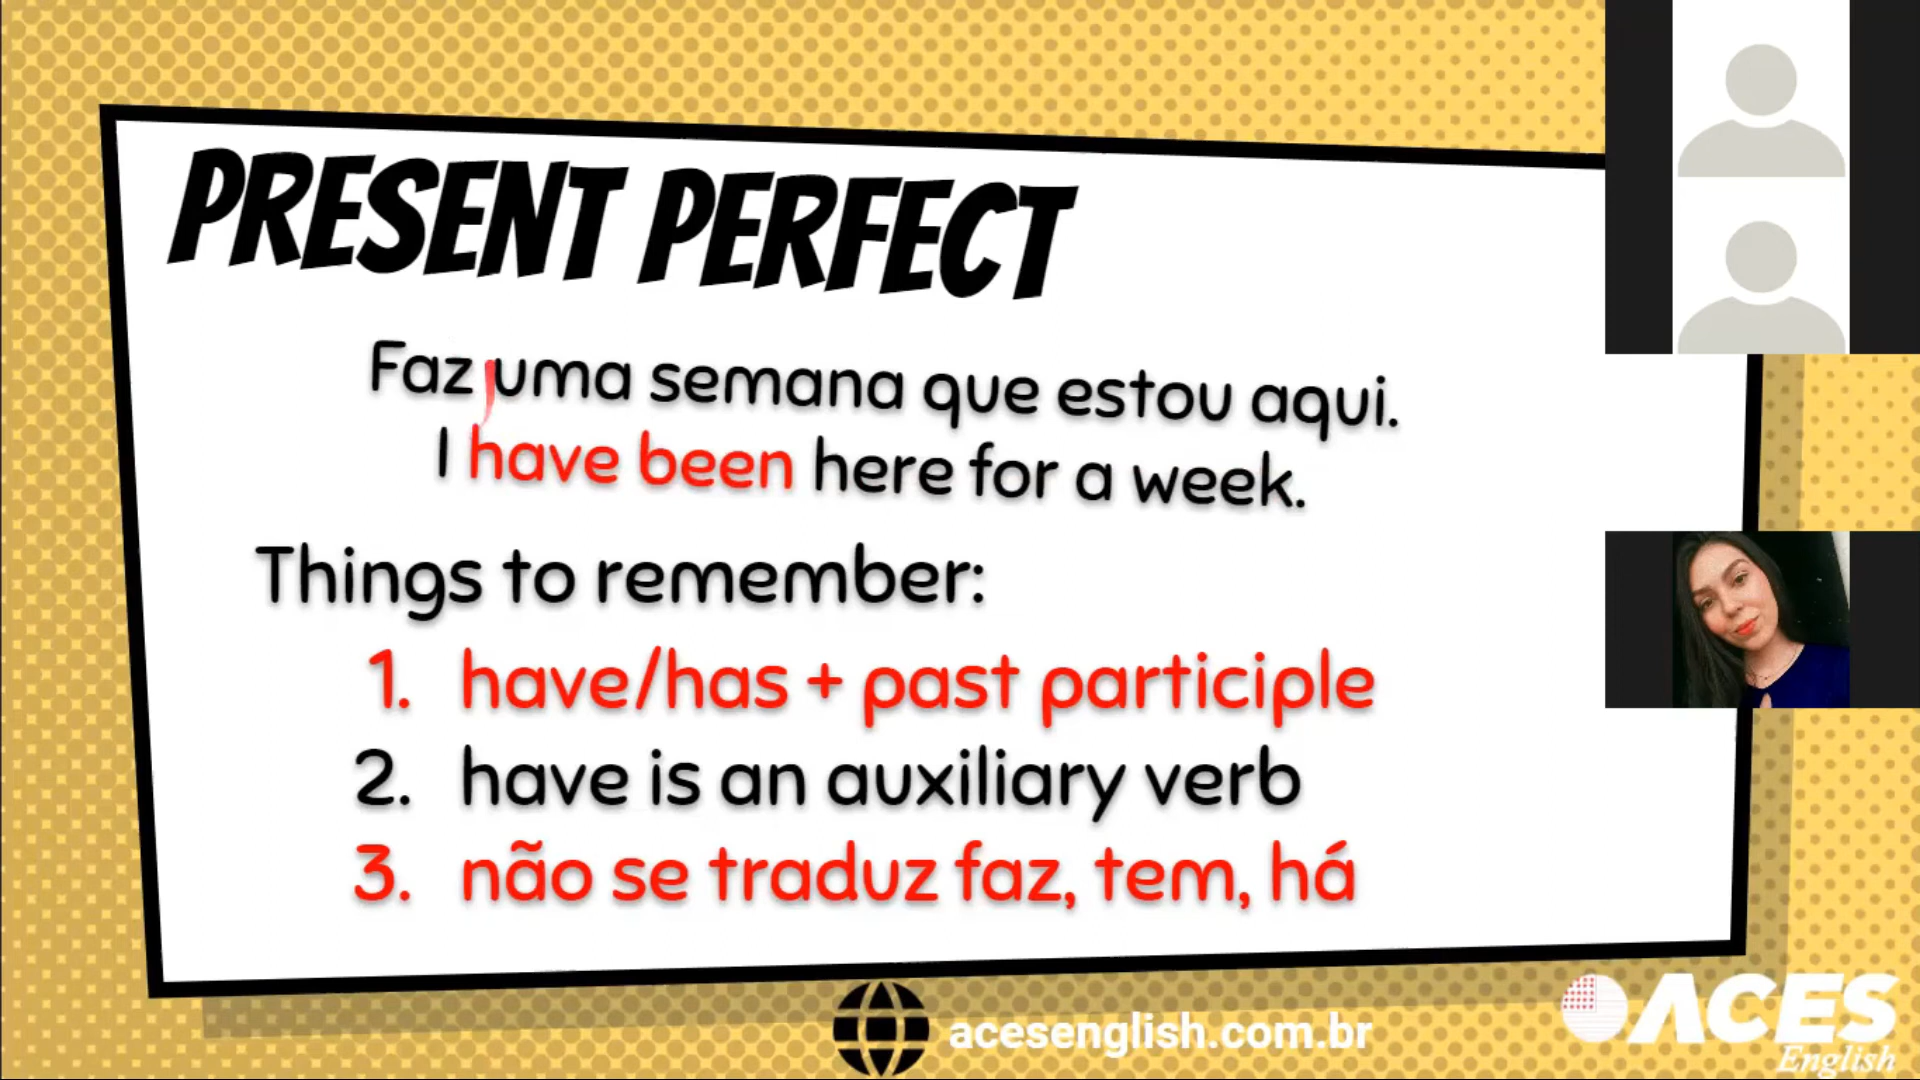 PRESENT PERFECT
Faz uma semana que estou aqui.
I have been here for a week.
Things to remember:
1. have/has + past participle
2. have is an auxiliary verb
3. não se traduz faz, tem, há
acesenglish.com.br
ACES
English